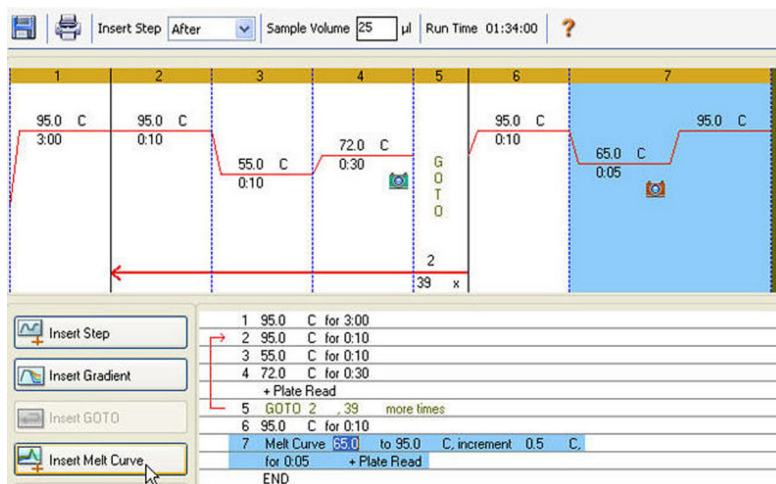 Insert Step After Sample Volume 25 µl Run Time 01:34:00 ?
1 2 3 4 5 6 7
95.0 C 95.0 C 95.0 C 95.0 C
3:00 0:10 0:10
72.0 C
65.0 C
55.0 C 0:30 0:05
0:10
GOTO
2
39 x
Insert Step
Insert Gradient
Insert GOTO
Insert Melt Curve
1 95.0 C for 3:00
2 95.0 C for 0:10
3 55.0 C for 0:10
4 72.0 C for 0:30
+ Plate Read
5 GOTO 2 , 39 more times
6 95.0 C for 0:10
7 Melt Curve 65.0 to 95.0 C, increment 0.5 C,
for 0:05 + Plate Read
END